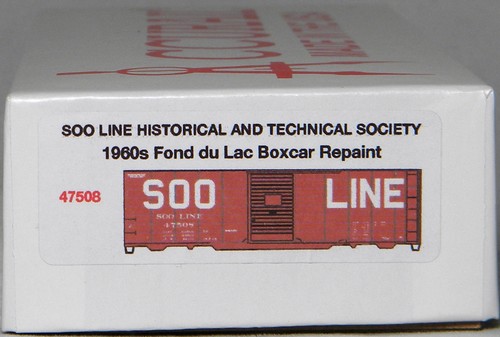 SOO LINE HISTORICAL AND TECHNICAL SOCIETY
1960s Fond du Lac Boxcar Repaint
47508
SOO LINE
SOO LINE
47508